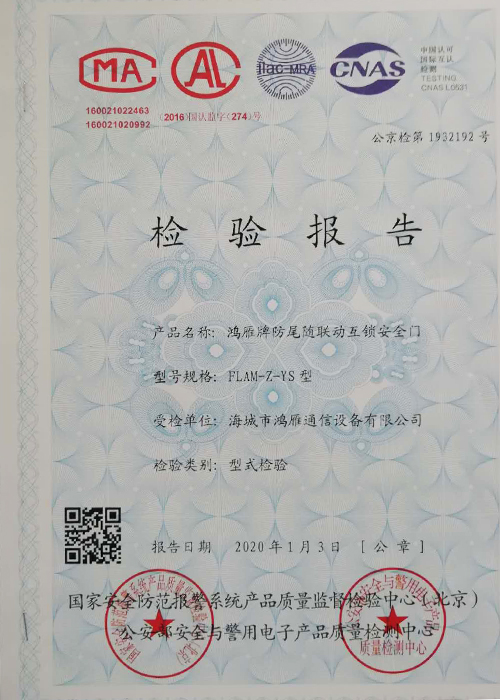 MA
AL
ilac-MRA
CNAS
中国认可
国际互认
检测
TESTING
CNAS L0531
160021022463
160021020992
(2016)国认监字(274)号
公京检第 1932192 号
检验报告
产品名称: 鸿雁牌防尾随联动互锁安全门
型号规格: FLAM-Z-YS 型
受检单位: 海城市鸿雁通信设备有限公司
检验类别: 型式检验
报告日期 2020 年 1 月 3 日 [ 公 章 ]
国家安全防范报警系统产品质量监督检验中心（北京）
公安部安全与警用电子产品质量检测中心
质量检测中心